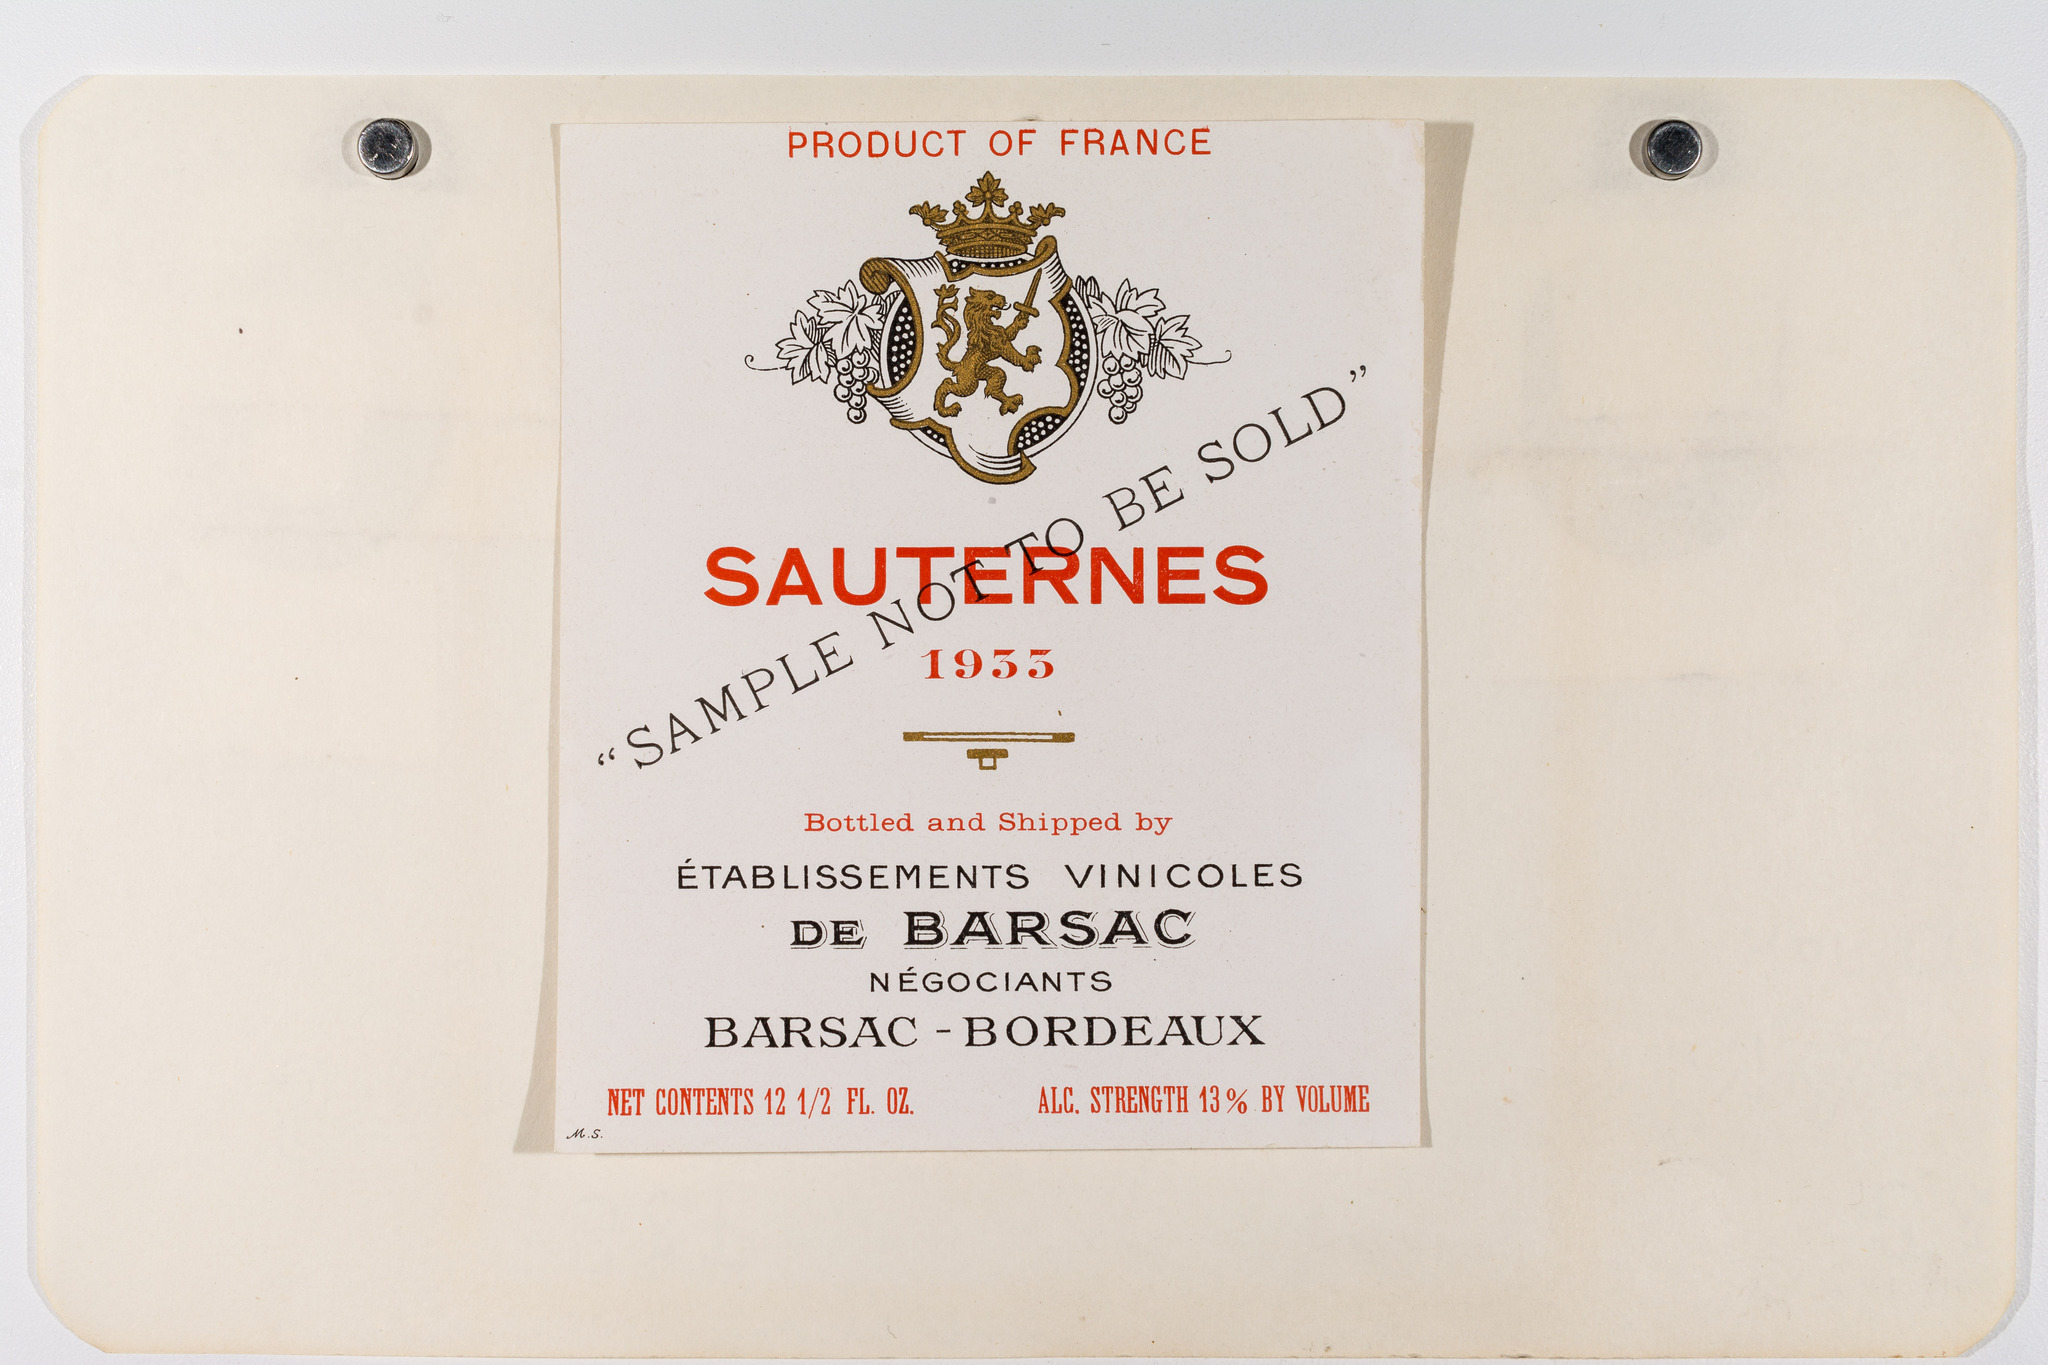 PRODUCT OF FRANCE
SAUTERNES
"SAMPLE NOT TO BE SOLD"
1933
Bottled and Shipped by
ÉTABLISSEMENTS VINICOLES
DE BARSAC
NÉGOCIANTS
BARSAC - BORDEAUX
NET CONTENTS 12 1/2 FL. OZ.
ALC. STRENGTH 13% BY VOLUME
M.S.